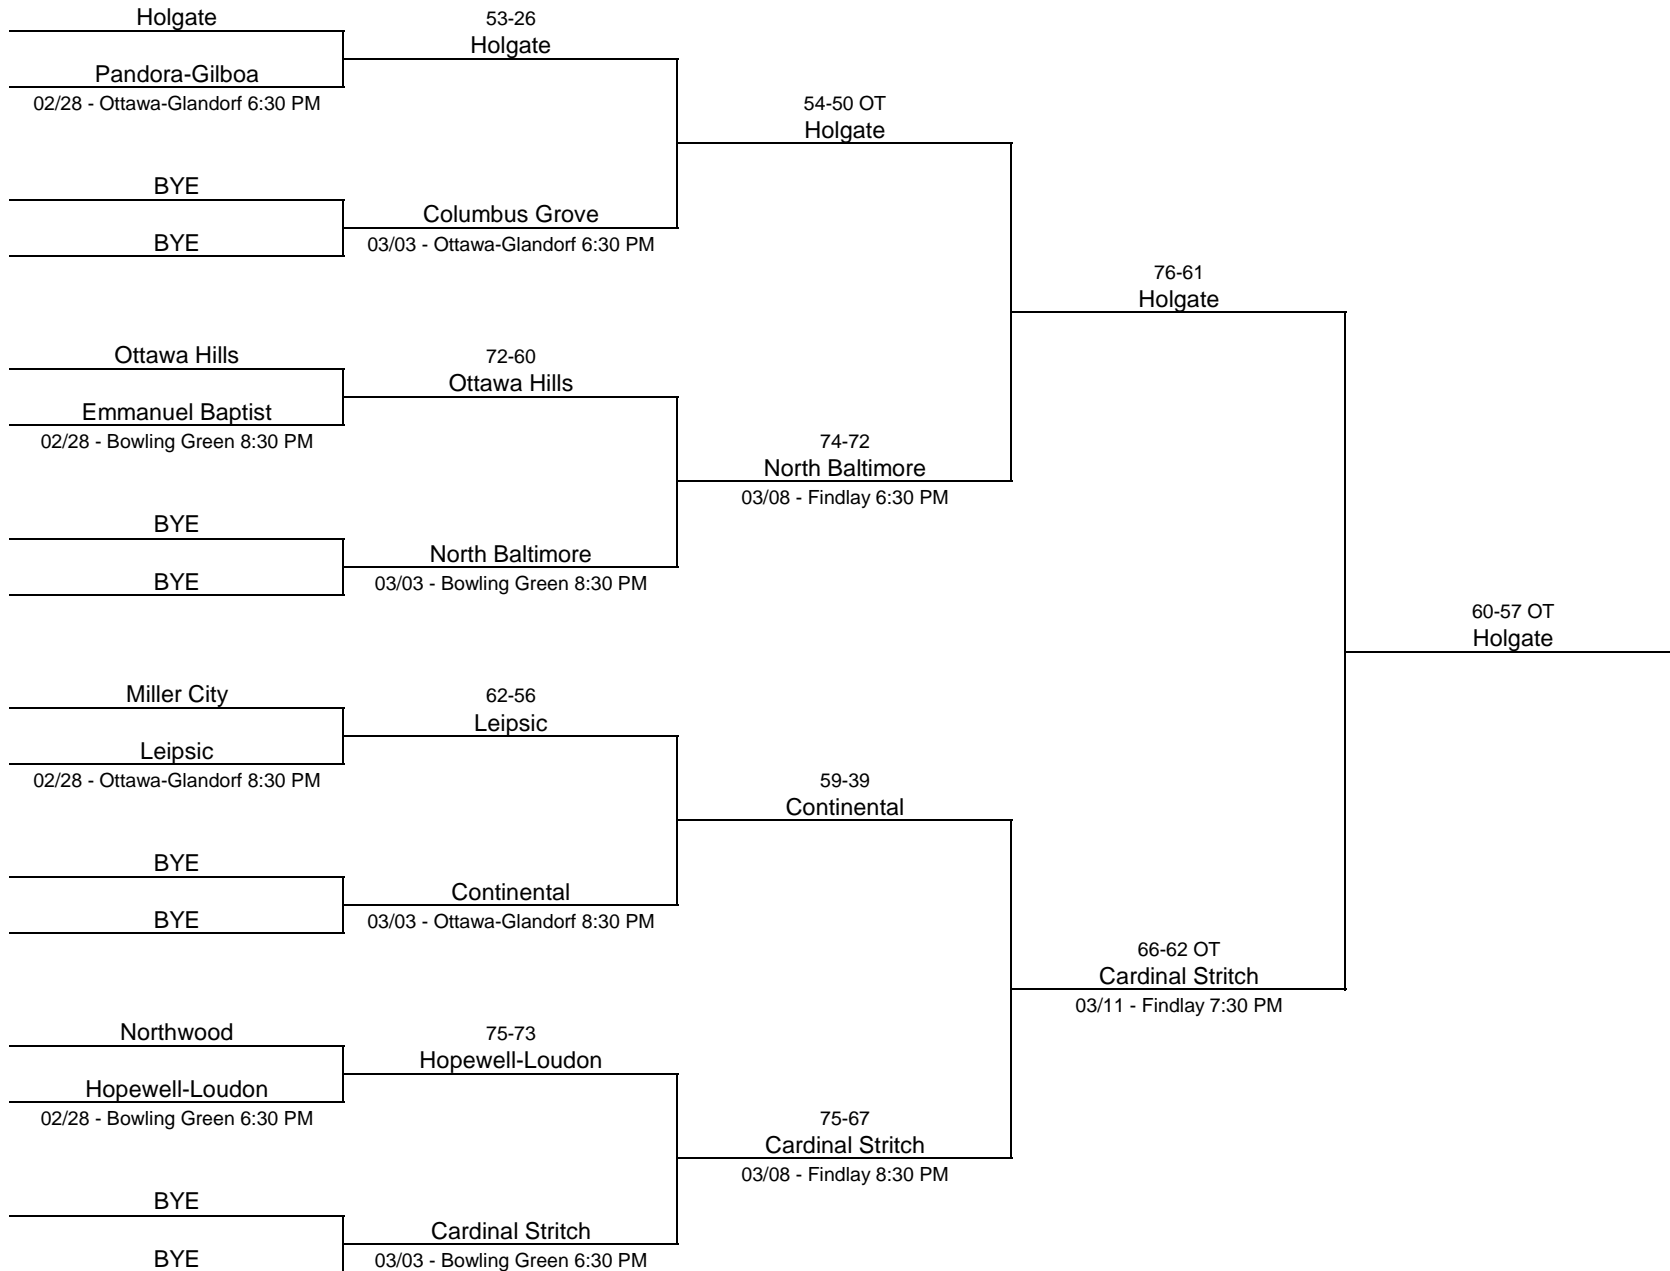 Holgate
Pandora-Gilboa
02/28 - Ottawa-Glandorf 6:30 PM
BYE
BYE
Ottawa Hills
Emmanuel Baptist
02/28 - Bowling Green 8:30 PM
BYE
BYE
Miller City
Leipsic
02/28 - Ottawa-Glandorf 8:30 PM
BYE
BYE
Northwood
Hopewell-Loudon
02/28 - Bowling Green 6:30 PM
BYE
BYE
53-26
Holgate
Columbus Grove
03/03 - Ottawa-Glandorf 6:30 PM
72-60
Ottawa Hills
North Baltimore
03/03 - Bowling Green 8:30 PM
62-56
Leipsic
Continental
03/03 - Ottawa-Glandorf 8:30 PM
75-73
Hopewell-Loudon
Cardinal Stritch
03/03 - Bowling Green 6:30 PM
54-50 OT
Holgate
74-72
North Baltimore
03/08 - Findlay 6:30 PM
59-39
Continental
75-67
Cardinal Stritch
03/08 - Findlay 8:30 PM
76-61
Holgate
66-62 OT
Cardinal Stritch
03/11 - Findlay 7:30 PM
60-57 OT
Holgate